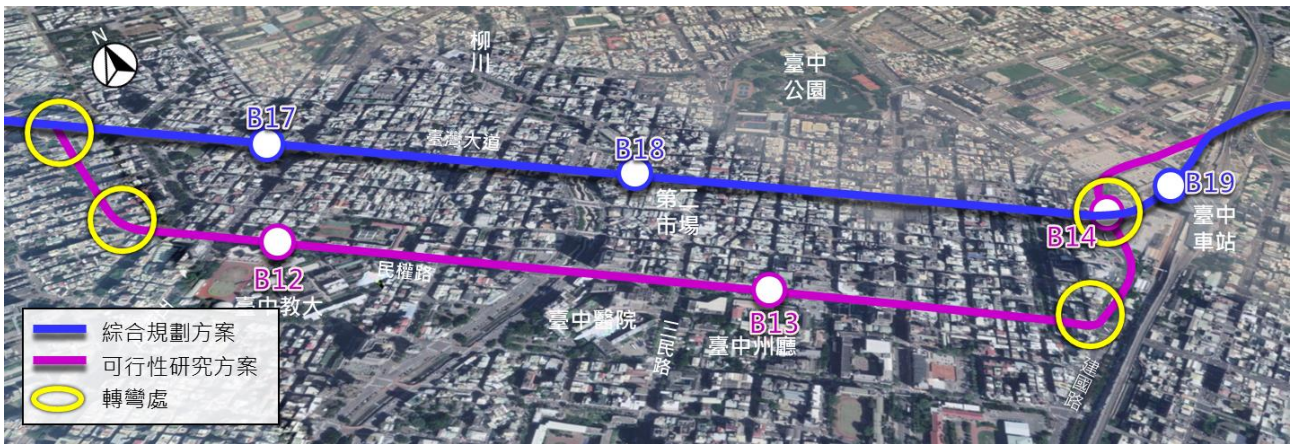 N
柳
川
臺中
公園
B17
臺灣大道
B18
第二
市場
B19
臺中
車站
B14
B12
臺中教大
民權路
臺中醫院
三民路
B13
臺中州廳
建國路
綜合規劃方案
可行性研究方案
轉彎處